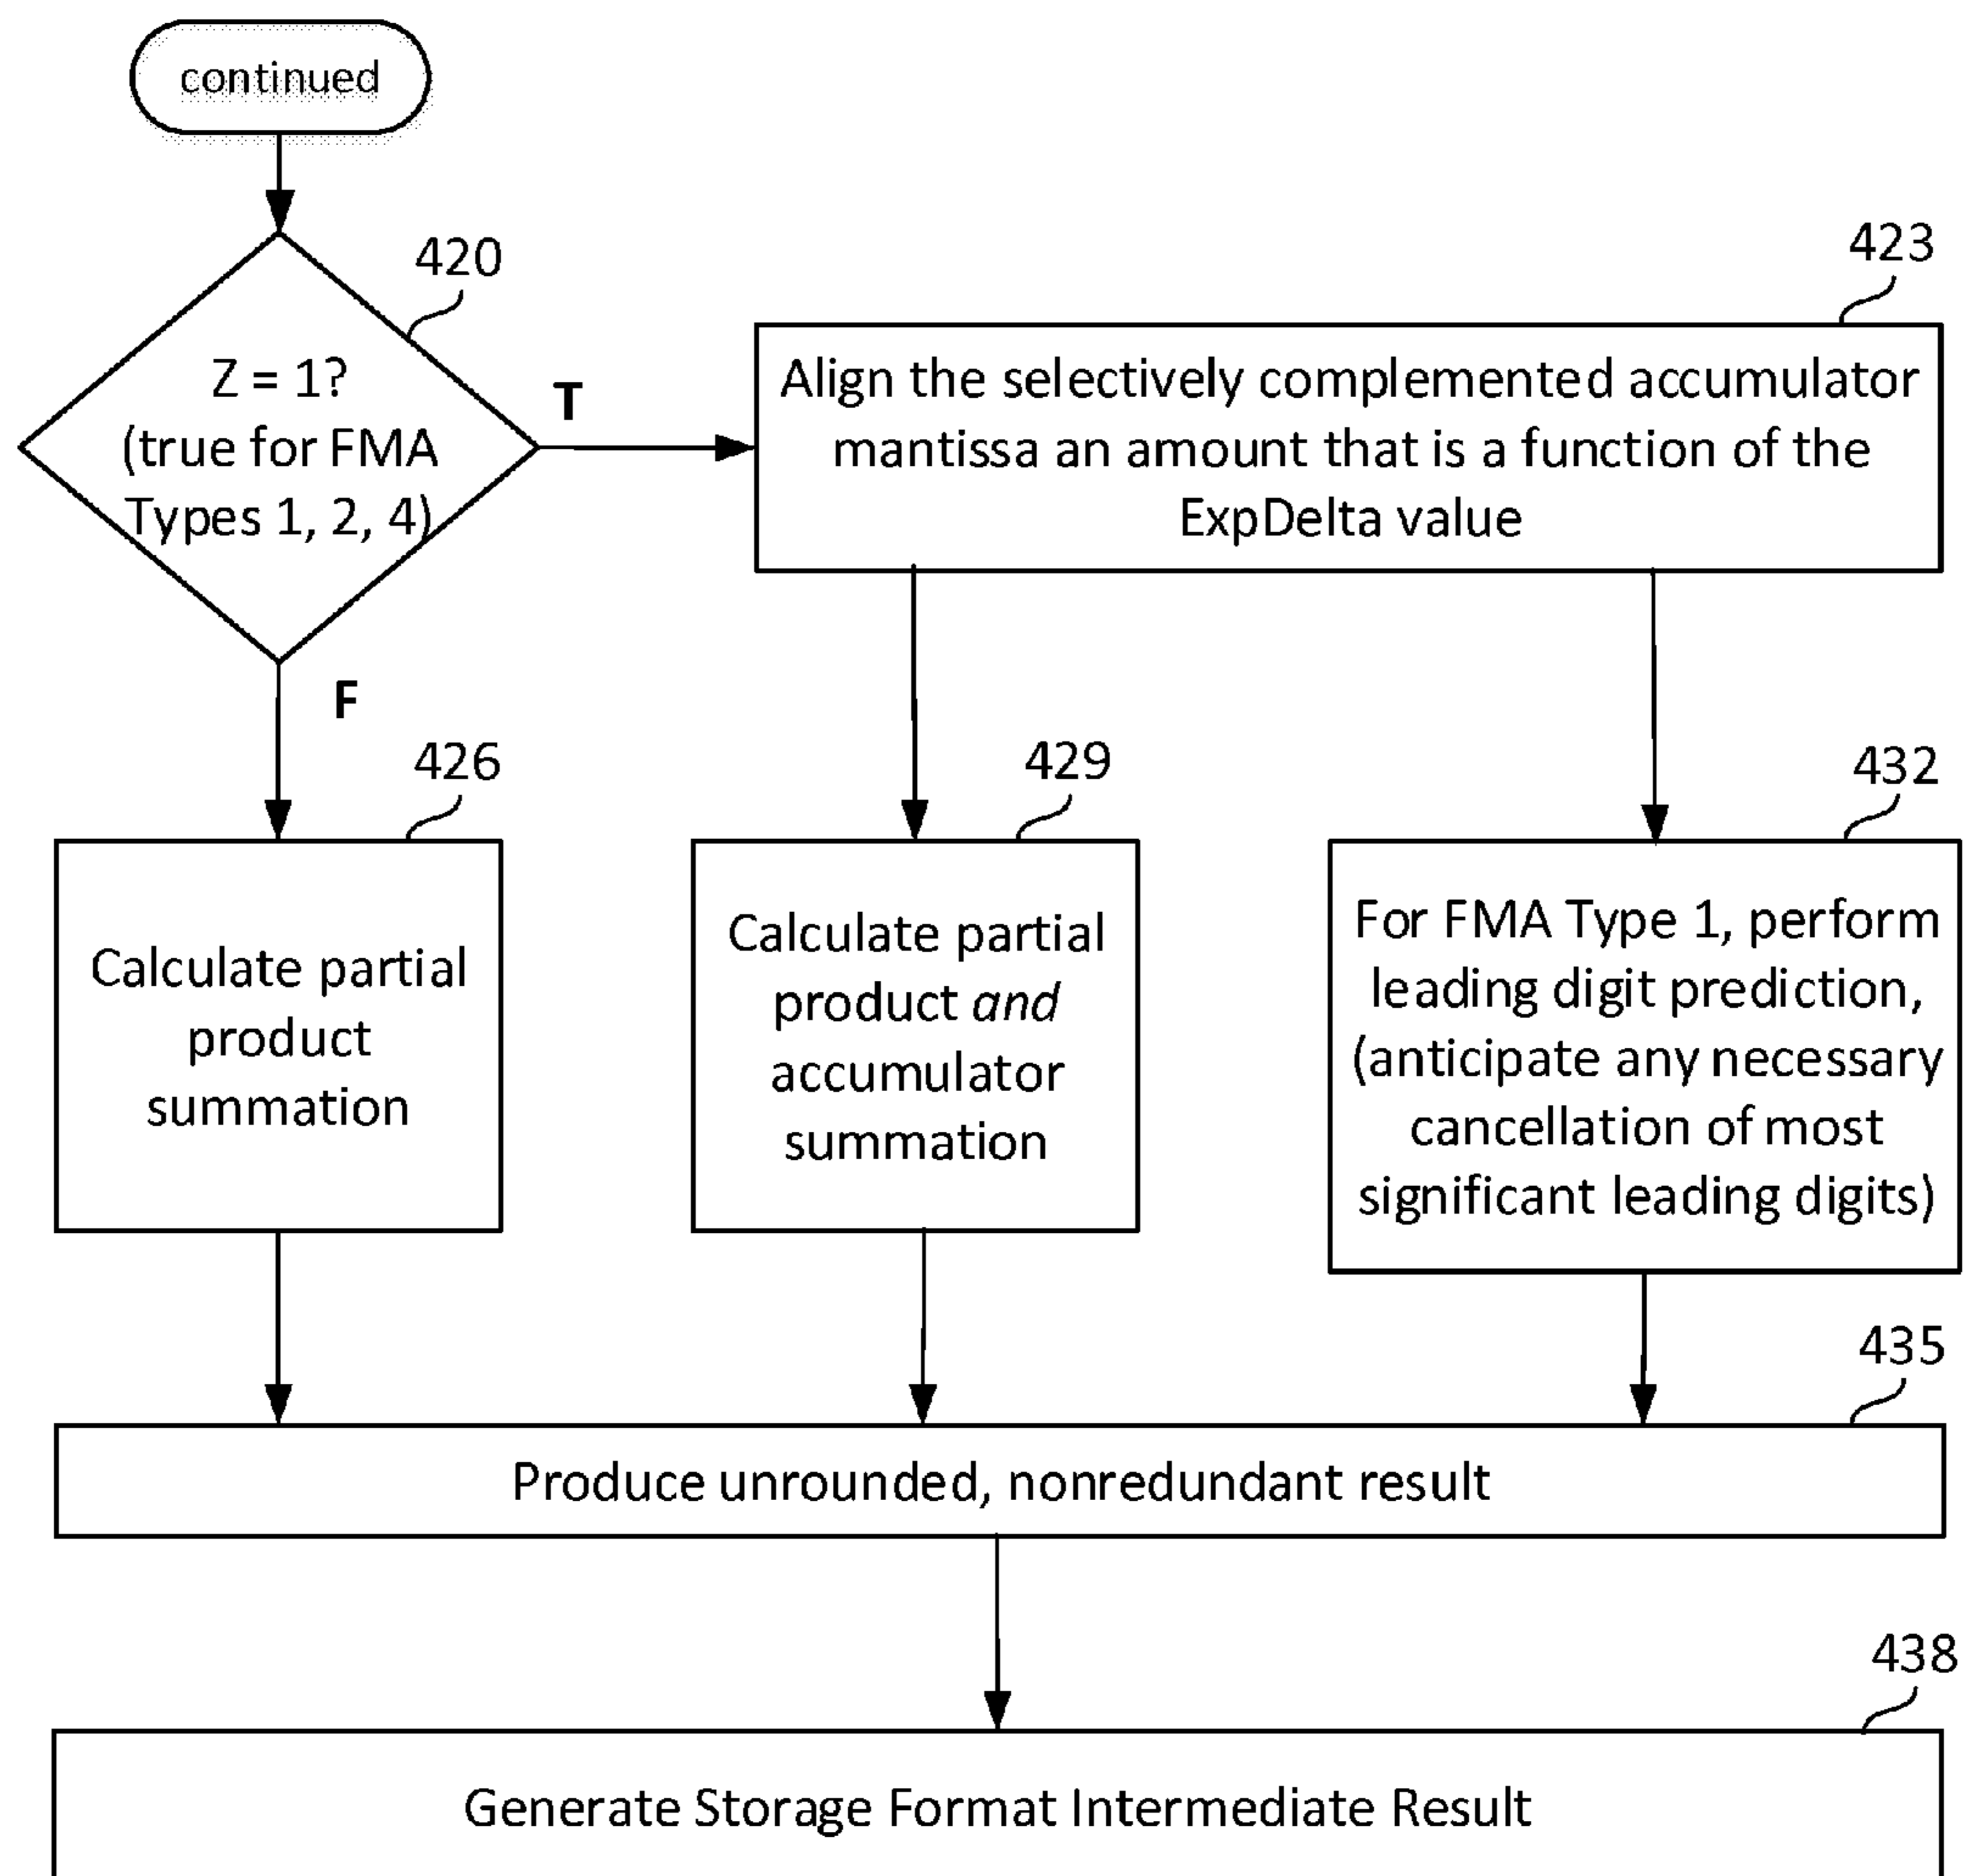 continued
420
Z = 1?
(true for FMA
Types 1, 2, 4)
T
F
423
Align the selectively complemented accumulator
mantissa an amount that is a function of the
ExpDelta value
426
Calculate partial
product
summation
429
Calculate partial
product and
accumulator
summation
432
For FMA Type 1, perform
leading digit prediction,
(anticipate any necessary
cancellation of most
significant leading digits)
435
Produce unrounded, nonredundant result
438
Generate Storage Format Intermediate Result